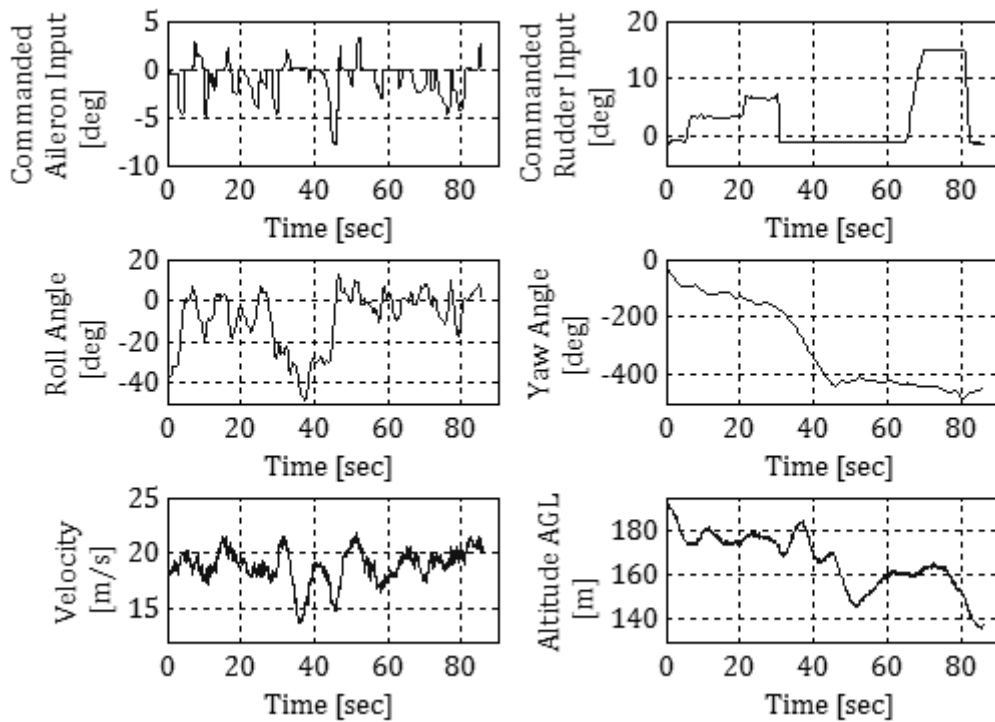 Commanded
Aileron Input
[deg]
5
0
-5
-10
0 20 40 60 80
Time [sec]
Commanded
Rudder Input
[deg]
20
10
0
0 20 40 60 80
Time [sec]
Roll Angle
[deg]
20
0
-20
-40
0 20 40 60 80
Time [sec]
Yaw Angle
[deg]
0
-200
-400
0 20 40 60 80
Time [sec]
Velocity
[m/s]
25
20
15
0 20 40 60 80
Time [sec]
Altitude AGL
[m]
180
160
140
0 20 40 60 80
Time [sec]